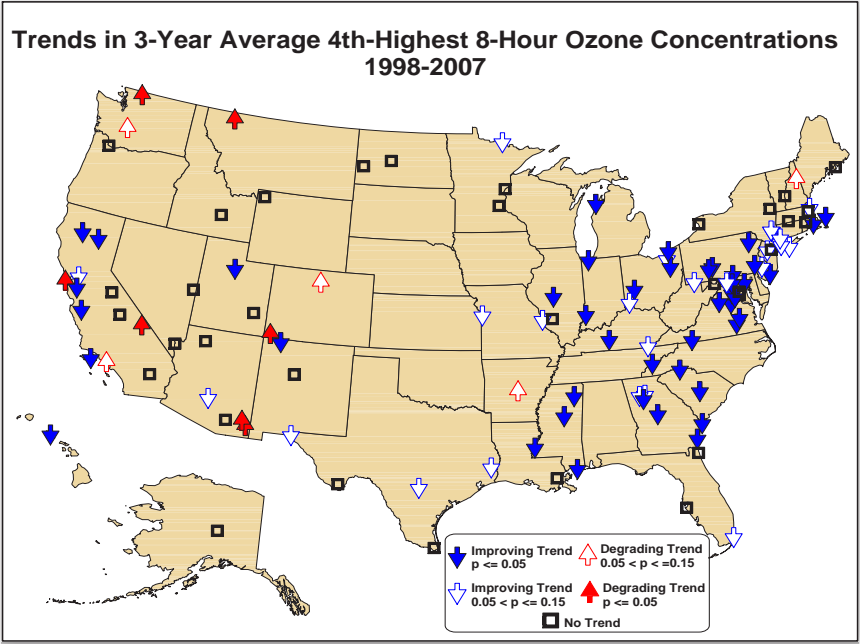 Trends in 3-Year Average 4th-Highest 8-Hour Ozone Concentrations
1998-2007
Improving Trend
p <= 0.05
Degrading Trend
0.05 < p < =0.15
Improving Trend
0.05 < p <= 0.15
Degrading Trend
p <= 0.05
No Trend